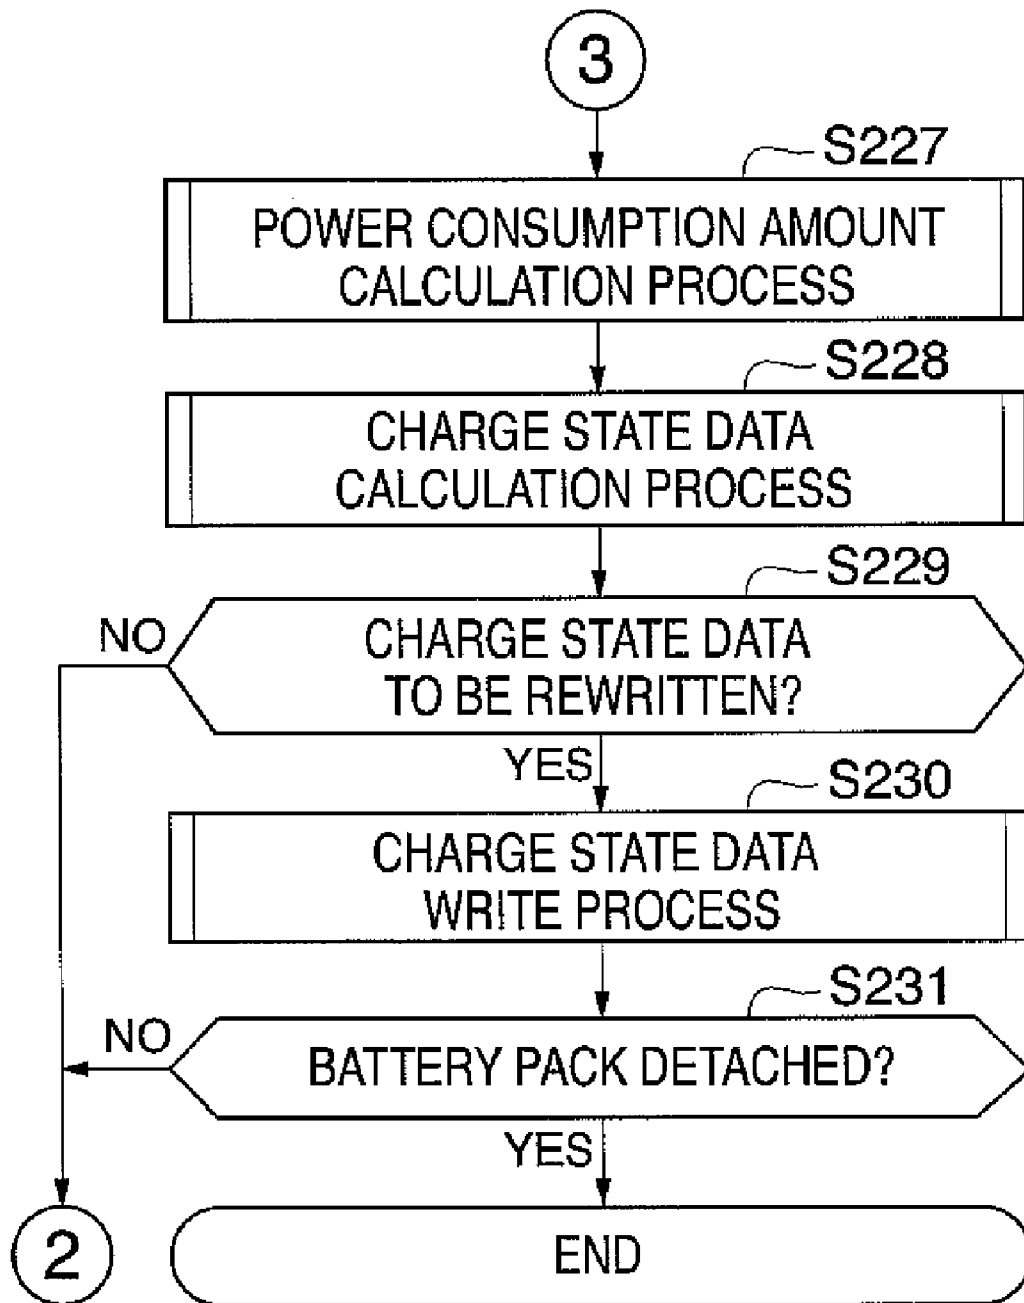 3
S227
POWER CONSUMPTION AMOUNT
CALCULATION PROCESS
S228
CHARGE STATE DATA
CALCULATION PROCESS
S229
NO
CHARGE STATE DATA
TO BE REWRITTEN?
YES
S230
CHARGE STATE DATA
WRITE PROCESS
S231
NO
BATTERY PACK DETACHED?
YES
2
END